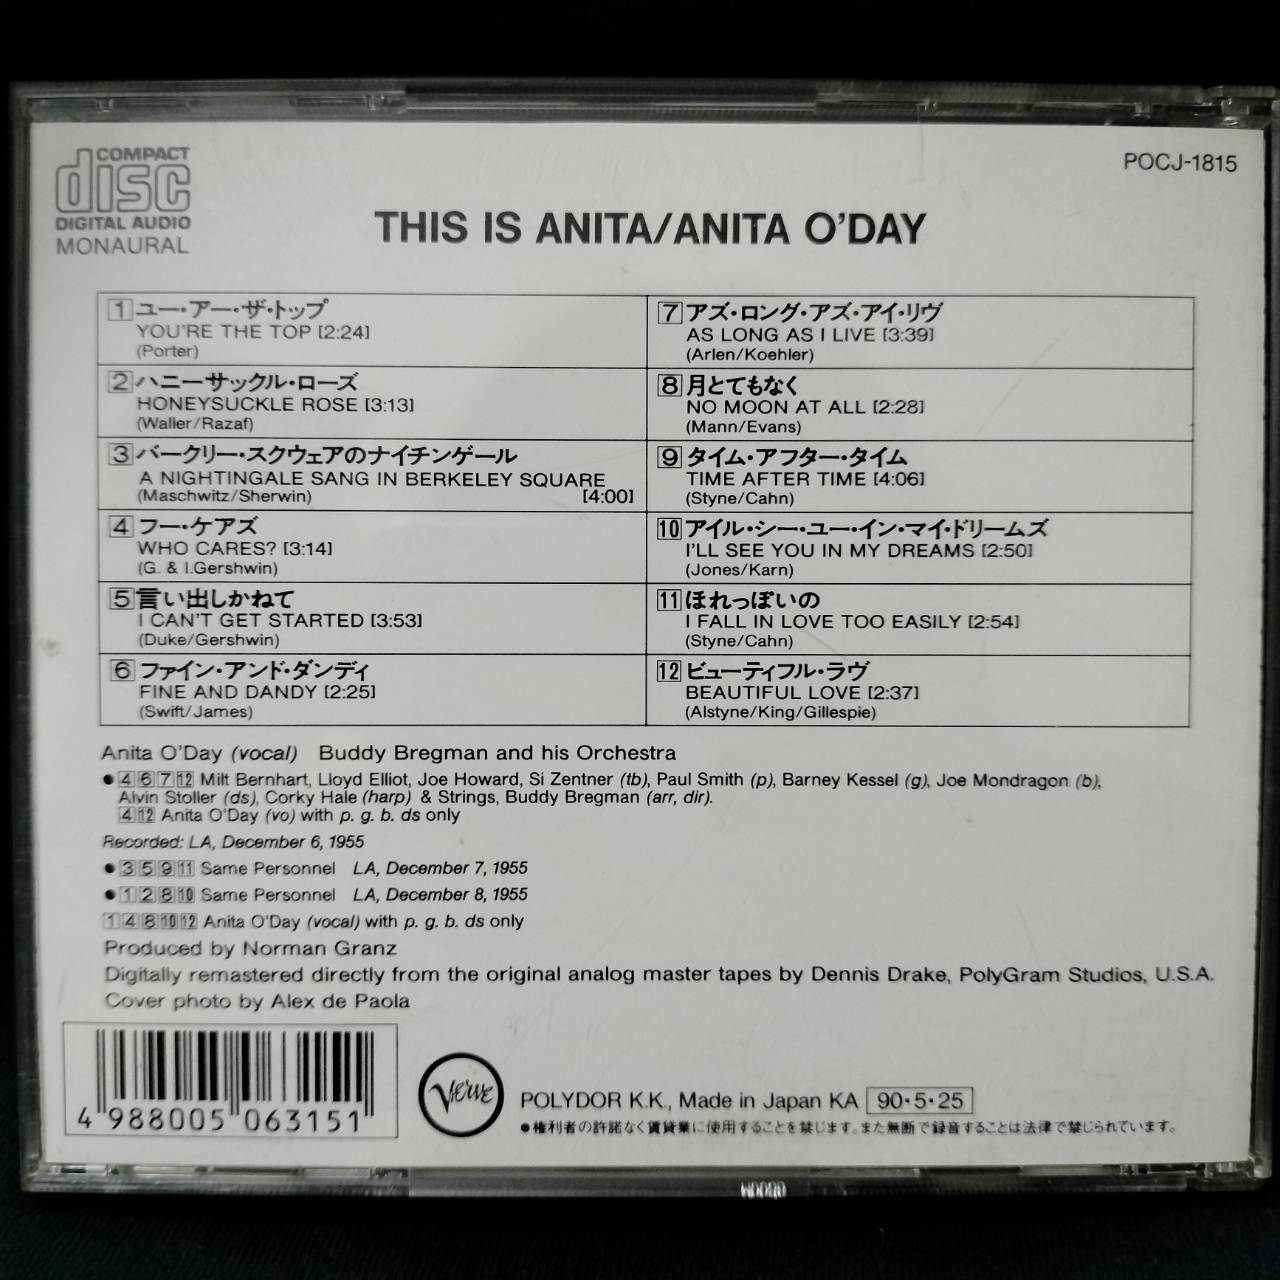 COMPACT
disc
DIGITAL AUDIO
MONAURAL
POCJ-1815
THIS IS ANITA/ANITA O'DAY
1 ユー・アー・ザ・トップ
YOU'RE THE TOP [2:24]
(Porter)
2 ハニーサックル・ローズ
HONEYSUCKLE ROSE [3:13]
(Waller/Razaf)
3 バークリー・スクウェアのナイチンゲール
A NIGHTINGALE SANG IN BERKELEY SQUARE
(Maschwitz/Sherwin) [4:00]
4 フー・ケアズ
WHO CARES? [3:14]
(G. & I.Gershwin)
5 言い出しかねて
I CAN'T GET STARTED [3:53]
(Duke/Gershwin)
6 ファイン・アンド・ダンディ
FINE AND DANDY [2:25]
(Swift/James)
7 アズ・ロング・アズ・アイ・リヴ
AS LONG AS I LIVE [3:39]
(Arlen/Koehler)
8 月とてもなく
NO MOON AT ALL [2:28]
(Mann/Evans)
9 タイム・アフター・タイム
TIME AFTER TIME [4:06]
(Styne/Cahn)
10 アイル・シー・ユー・イン・マイ・ドリームズ
I'LL SEE YOU IN MY DREAMS [2:50]
(Jones/Karn)
11 ほれっぽいの
I FALL IN LOVE TOO EASILY [2:54]
(Styne/Cahn)
12 ビューティフル・ラヴ
BEAUTIFUL LOVE [2:37]
(Alstyne/King/Gillespie)
Anita O'Day (vocal) Buddy Bregman and his Orchestra
●4 6 7 12 Milt Bernhart, Lloyd Elliot, Joe Howard, Si Zentner (tb), Paul Smith (p), Barney Kessel (g), Joe Mondragon (b),
Alvin Stoller (ds), Corky Hale (harp) & Strings, Buddy Bregman (arr, dir).
4 12 Anita O'Day (vo) with p. g. b. ds only
Recorded: LA, December 6, 1955
●3 5 9 11 Same Personnel LA, December 7, 1955
●1 2 8 10 Same Personnel LA, December 8, 1955
1 4 8 10 12 Anita O'Day (vocal) with p. g. b. ds only
Produced by Norman Granz
Digitally remastered directly from the original analog master tapes by Dennis Drake, PolyGram Studios, U.S.A.
Cover photo by Alex de Paola
4 988005 063151
Verve
POLYDOR K.K., Made in Japan KA 90・5・25
●権利者の許諾なく賃貸業に使用することを禁じます。また無断で録音することは法律で禁じられています。